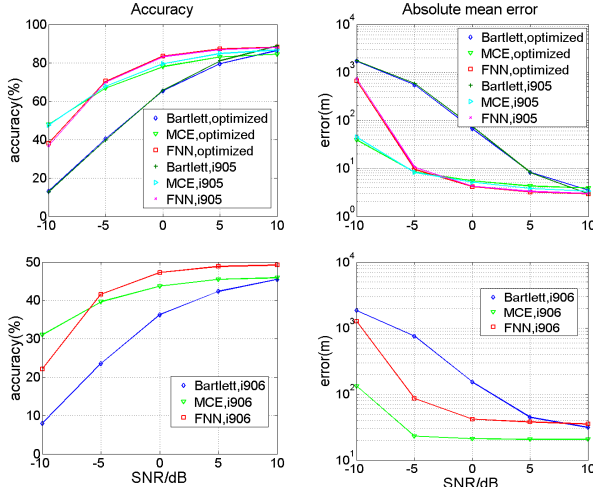 Accuracy
accuracy(%)
100
80
60
40
20
0
-10
-5
0
5
10
Bartlett,optimized
MCE,optimized
FNN,optimized
Bartlett,i905
MCE,i905
FNN,i905
Absolute mean error
error(m)
10^4
10^3
10^2
10^1
10^0
-10
-5
0
5
10
Bartlett,optimized
MCE,optimized
FNN,optimized
Bartlett,i905
MCE,i905
FNN,i905
accuracy(%)
50
40
30
20
10
0
-10
-5
0
5
10
SNR/dB
Bartlett,i906
MCE,i906
FNN,i906
error(m)
10^4
10^3
10^2
10^1
-10
-5
0
5
10
SNR/dB
Bartlett,i906
MCE,i906
FNN,i906